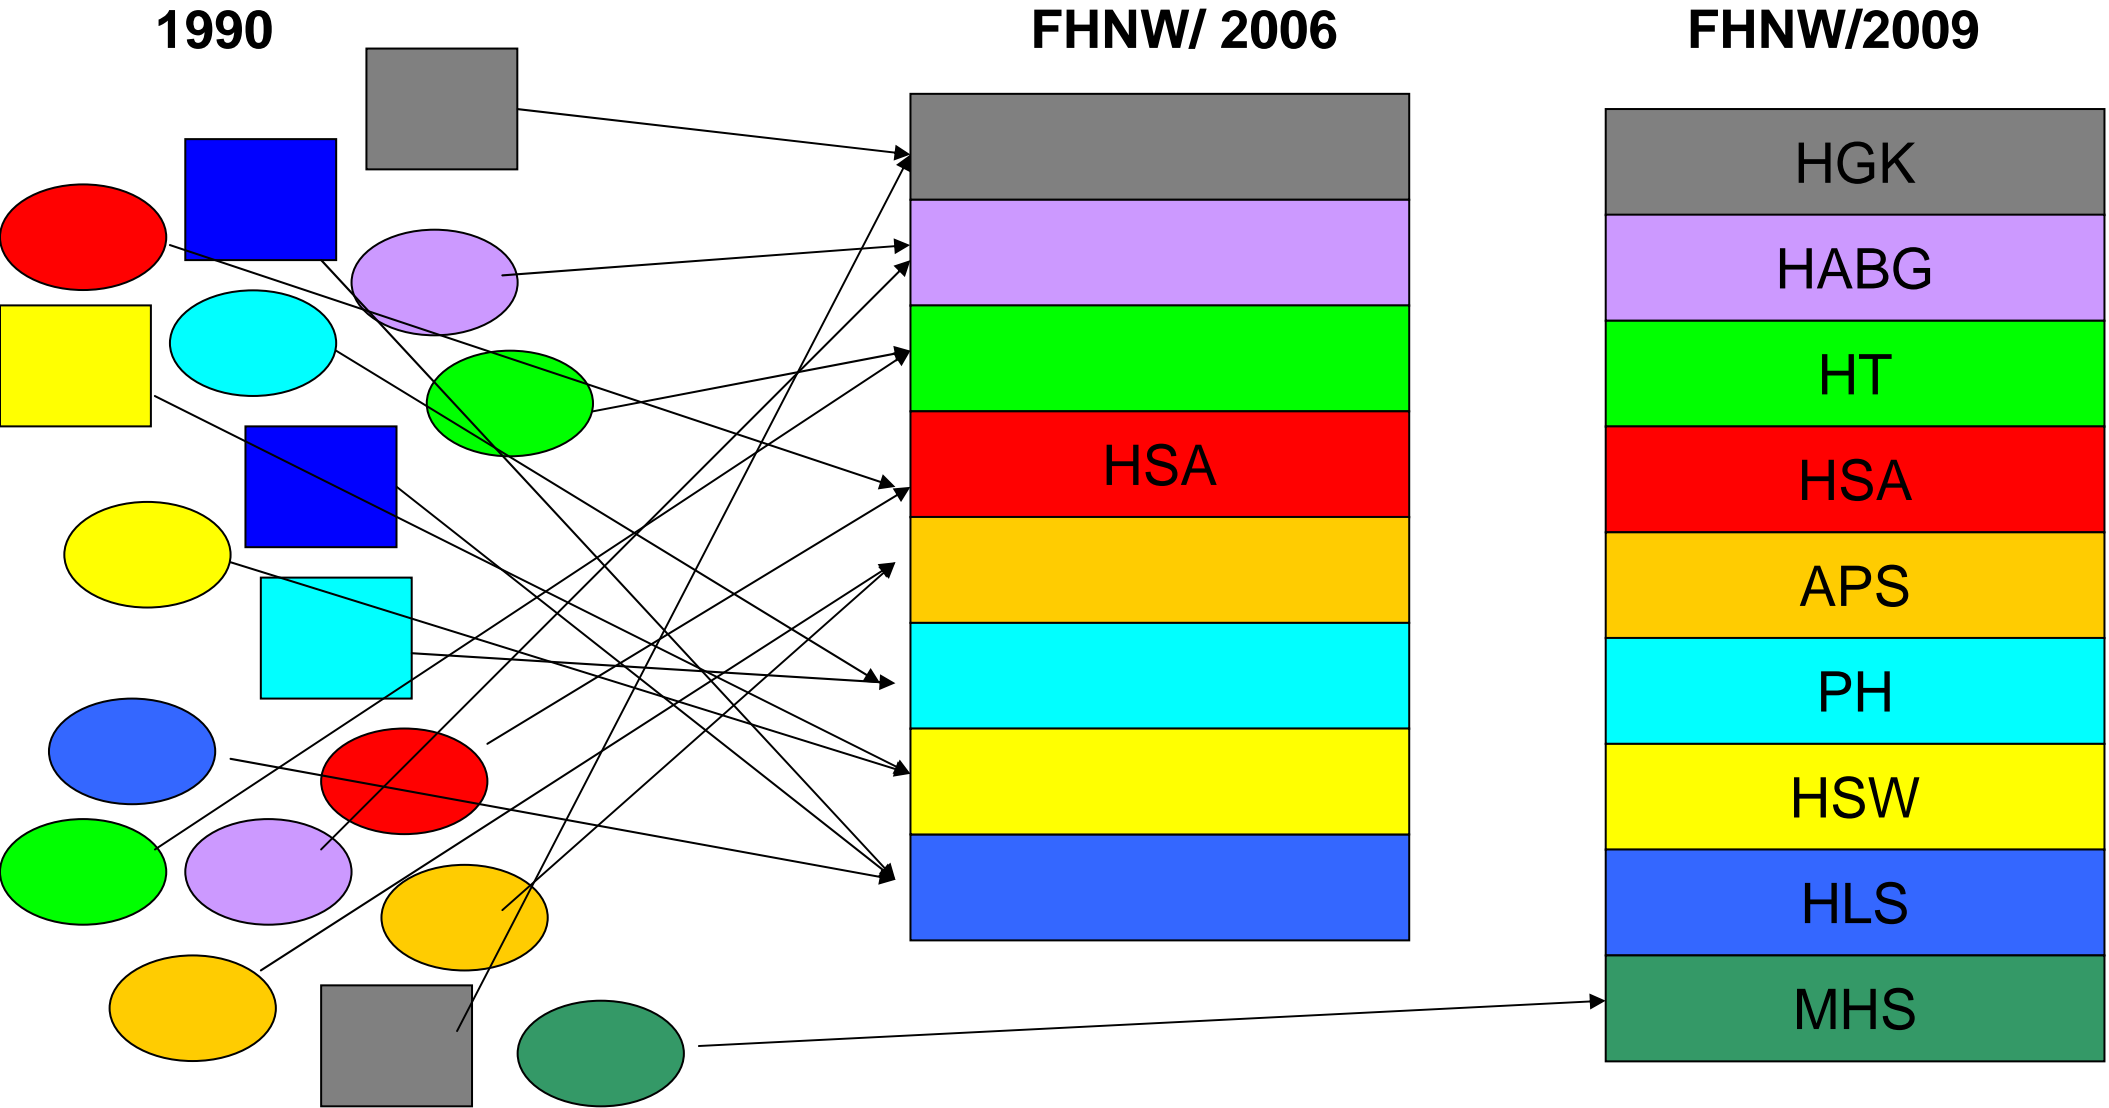 1990
FHNW/ 2006
FHNW/2009
HSA
HGK
HABG
HT
HSA
APS
PH
HSW
HLS
MHS